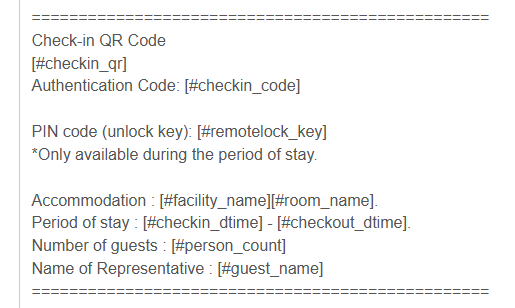 ==================================================
Check-in QR Code
[#checkin_qr]
Authentication Code: [#checkin_code]
PIN code (unlock key): [#remotelock_key]
*Only available during the period of stay.
Accommodation : [#facility_name][#room_name].
Period of stay : [#checkin_dtime] - [#checkout_dtime].
Number of guests : [#person_count]
Name of Representative : [#guest_name]
==================================================